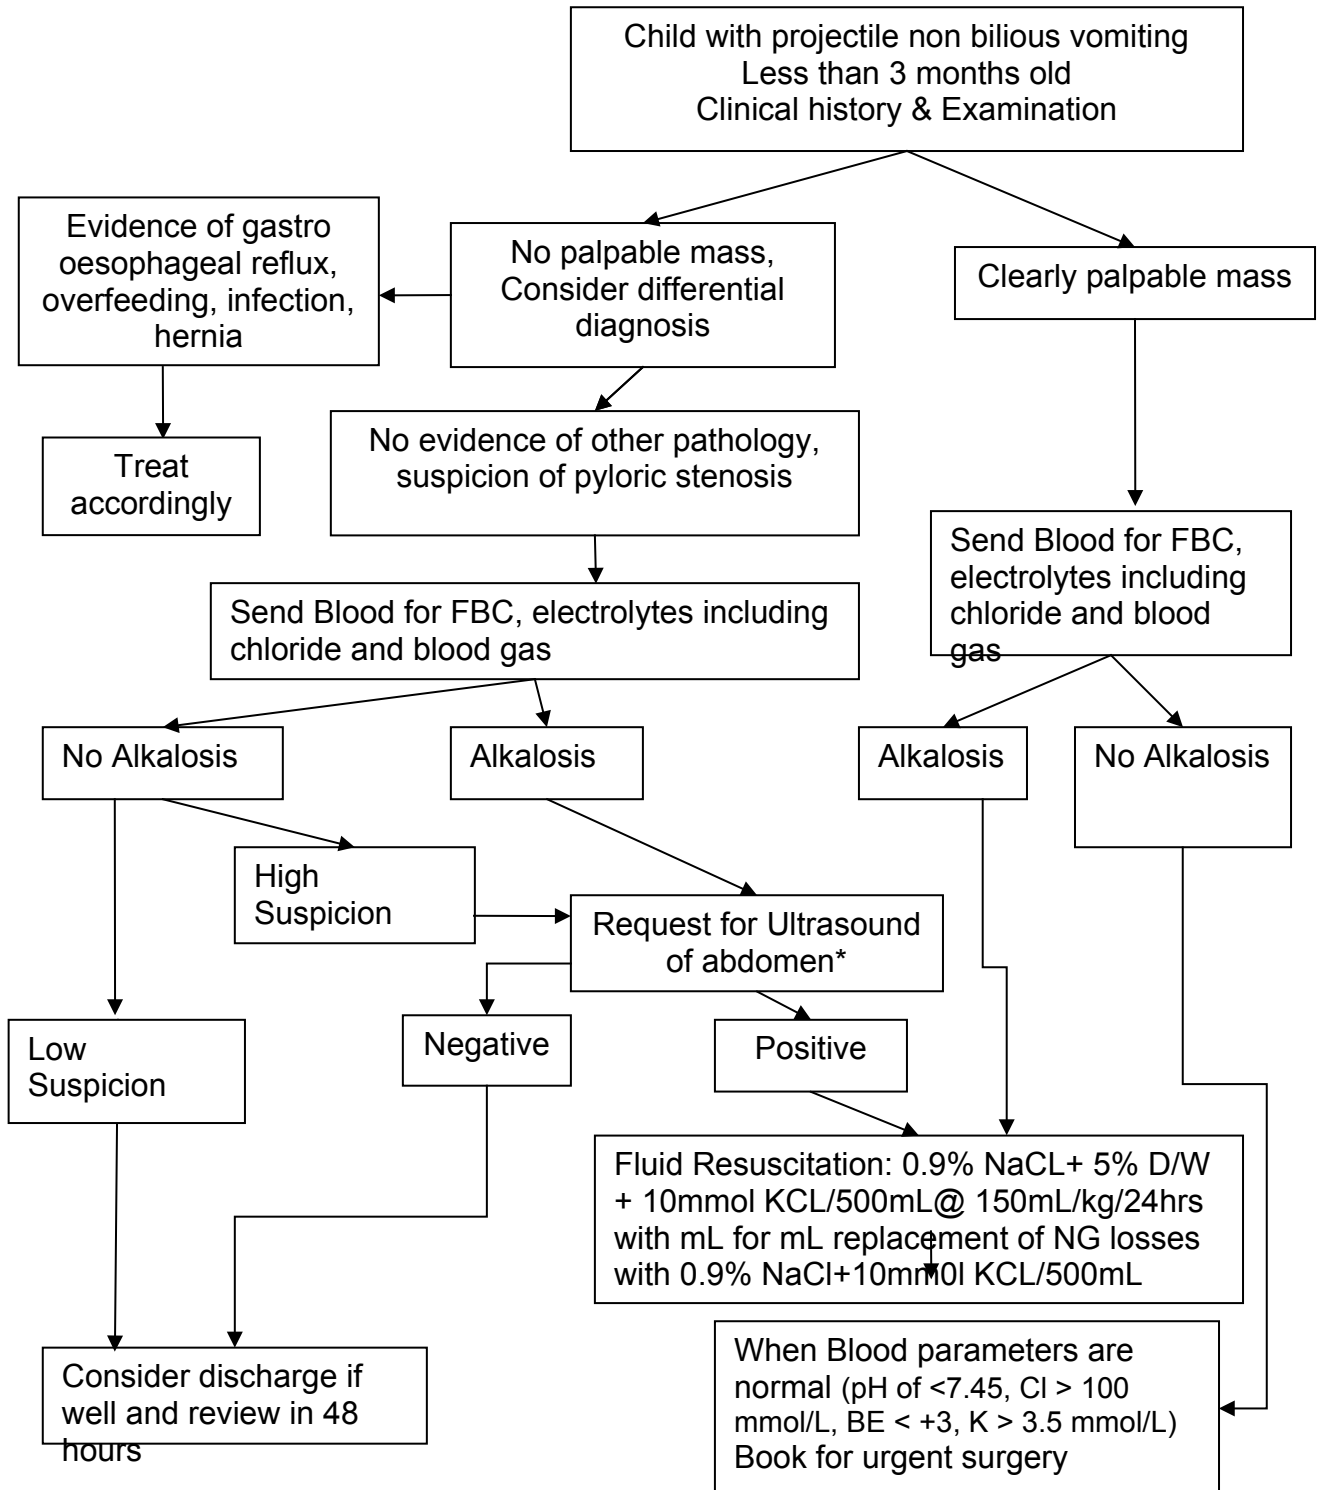 Child with projectile non bilious vomiting
Less than 3 months old
Clinical history & Examination
Evidence of gastro
oesophageal reflux,
overfeeding, infection,
hernia
No palpable mass,
Consider differential
diagnosis
Clearly palpable mass
Treat
accordingly
No evidence of other pathology,
suspicion of pyloric stenosis
Send Blood for FBC,
electrolytes including
chloride and blood
gas
Send Blood for FBC, electrolytes including
chloride and blood gas
No Alkalosis
Alkalosis
Alkalosis
No Alkalosis
High
Suspicion
Request for Ultrasound
of abdomen*
Low
Suspicion
Negative
Positive
Fluid Resuscitation: 0.9% NaCL+ 5% D/W
+ 10mmol KCL/500mL@ 150mL/kg/24hrs
with mL for mL replacement of NG losses
with 0.9% NaCl+10mm0l KCL/500mL
Consider discharge if
well and review in 48
hours
When Blood parameters are
normal (pH of <7.45, Cl > 100
mmol/L, BE < +3, K > 3.5 mmol/L)
Book for urgent surgery